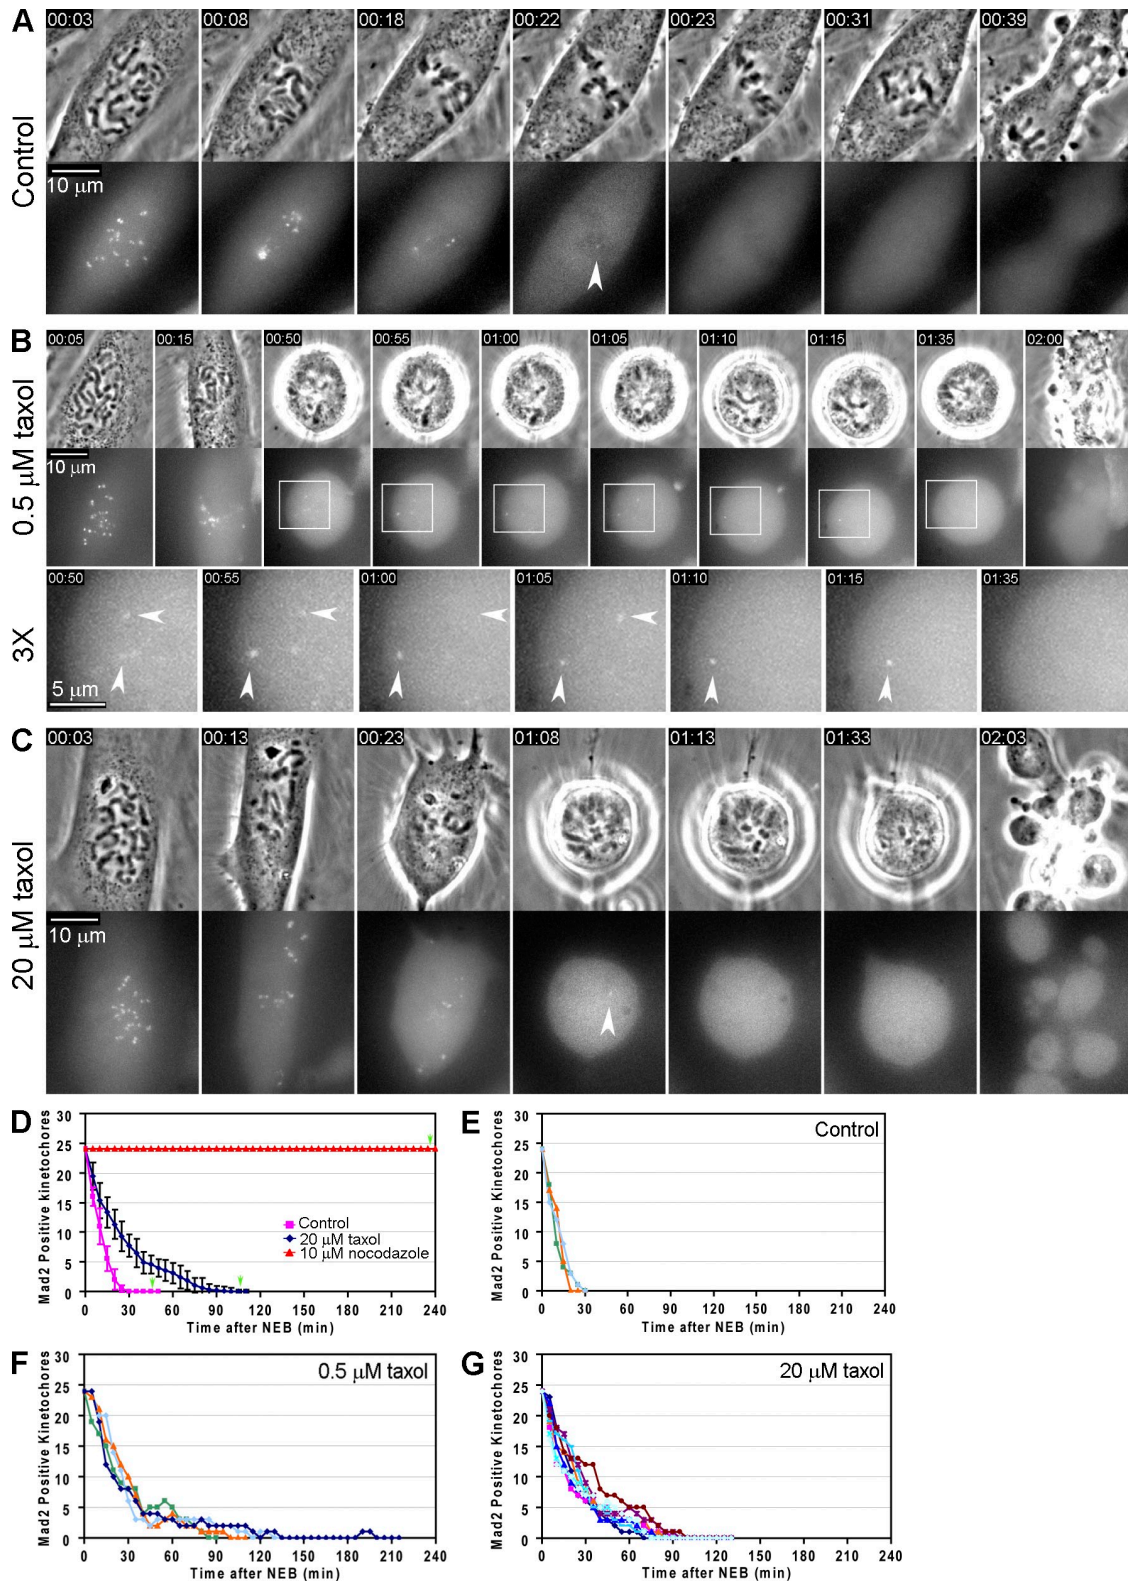 A
Control
00:03 00:08 00:18 00:22 00:23 00:31 00:39
10 μm
B
0.5 μM taxol
00:05 00:15 00:50 00:55 01:00 01:05 01:10 01:15 01:35 02:00
10 μm
3X
00:50 00:55 01:00 01:05 01:10 01:15 01:35
5 μm
C
20 μM taxol
00:03 00:13 00:23 01:08 01:13 01:33 02:03
10 μm
D
Mad2 Positive kinetochores
30
25
20
15
10
5
0
Control
20 μM taxol
10 μM nocodazole
0 30 60 90 120 150 180 210 240
Time after NEB (min)
E
Control
Mad2 Positive Kinetochores
30
25
20
15
10
5
0
0 30 60 90 120 150 180 210 240
Time after NEB (min)
F
0.5 μM taxol
Mad2 Positive Kinetochores
30
25
20
15
10
5
0
0 30 60 90 120 150 180 210 240
Time after NEB (min)
G
20 μM taxol
Mad2 Positive Kinetochores
30
25
20
15
10
5
0
0 30 60 90 120 150 180 210 240
Time after NEB (min)